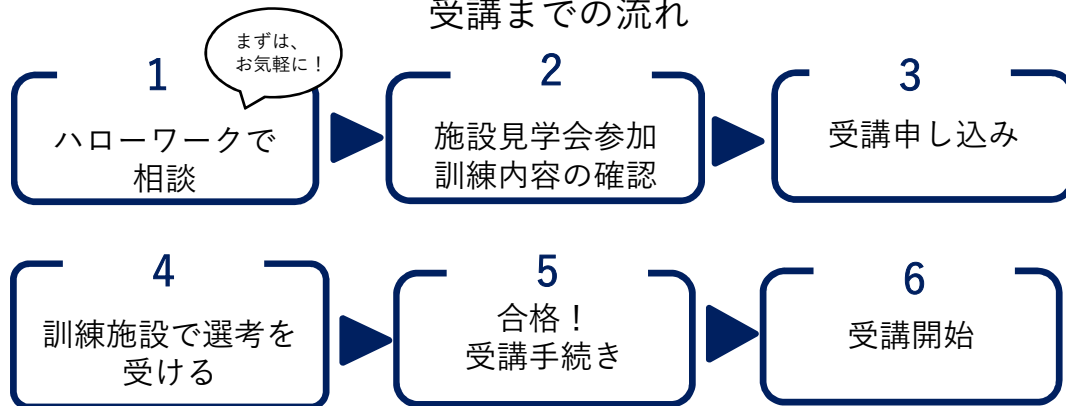 受講までの流れ
まずは、
お気軽に！
1
ハローワークで
相談
2
施設見学会参加
訓練内容の確認
3
受講申し込み
4
訓練施設で選考を
受ける
5
合格！
受講手続き
6
受講開始